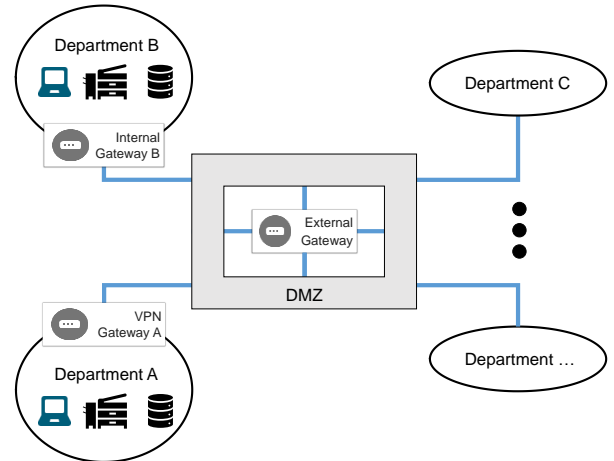 Department B
Internal
Gateway B
Department C
External
Gateway
DMZ
VPN
Gateway A
Department A
Department ...